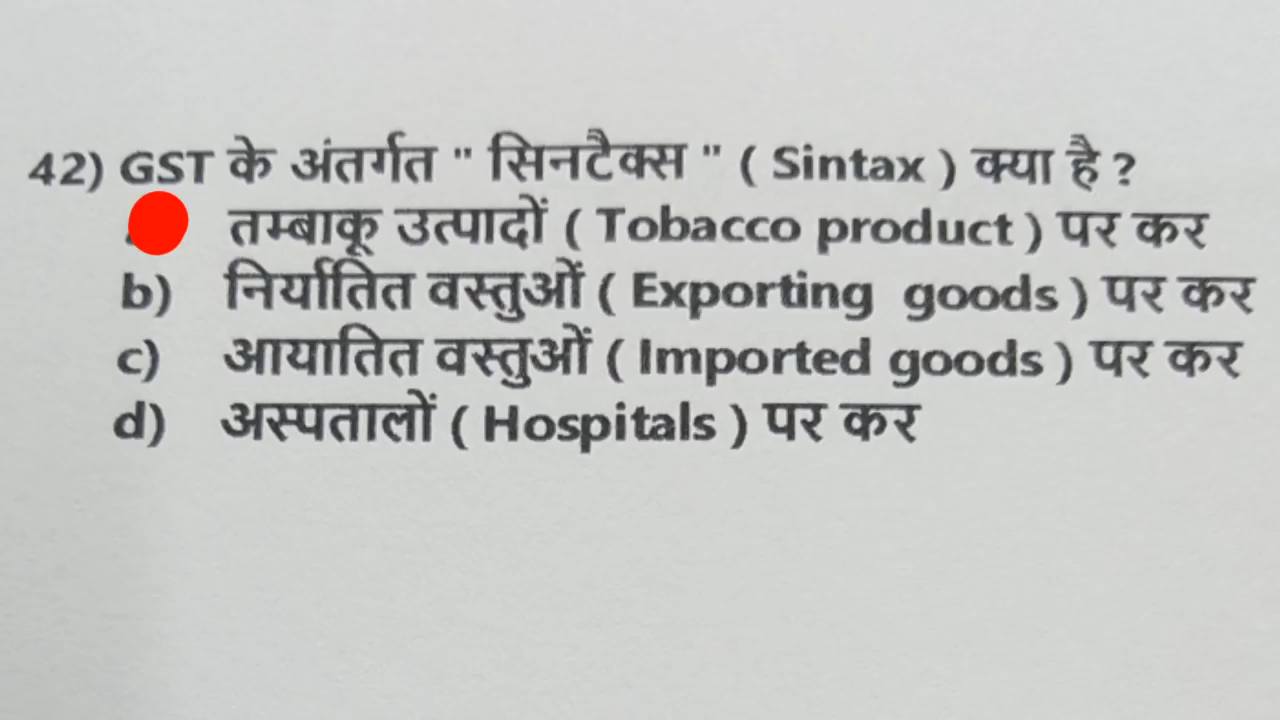 42) GST के अंतर्गत " सिनटैक्स " ( Sintax ) क्या है ?
तम्बाकू उत्पादों ( Tobacco product ) पर कर
b) निर्यातित वस्तुओं ( Exporting goods ) पर कर
c) आयातित वस्तुओं ( Imported goods ) पर कर
d) अस्पतालों ( Hospitals ) पर कर